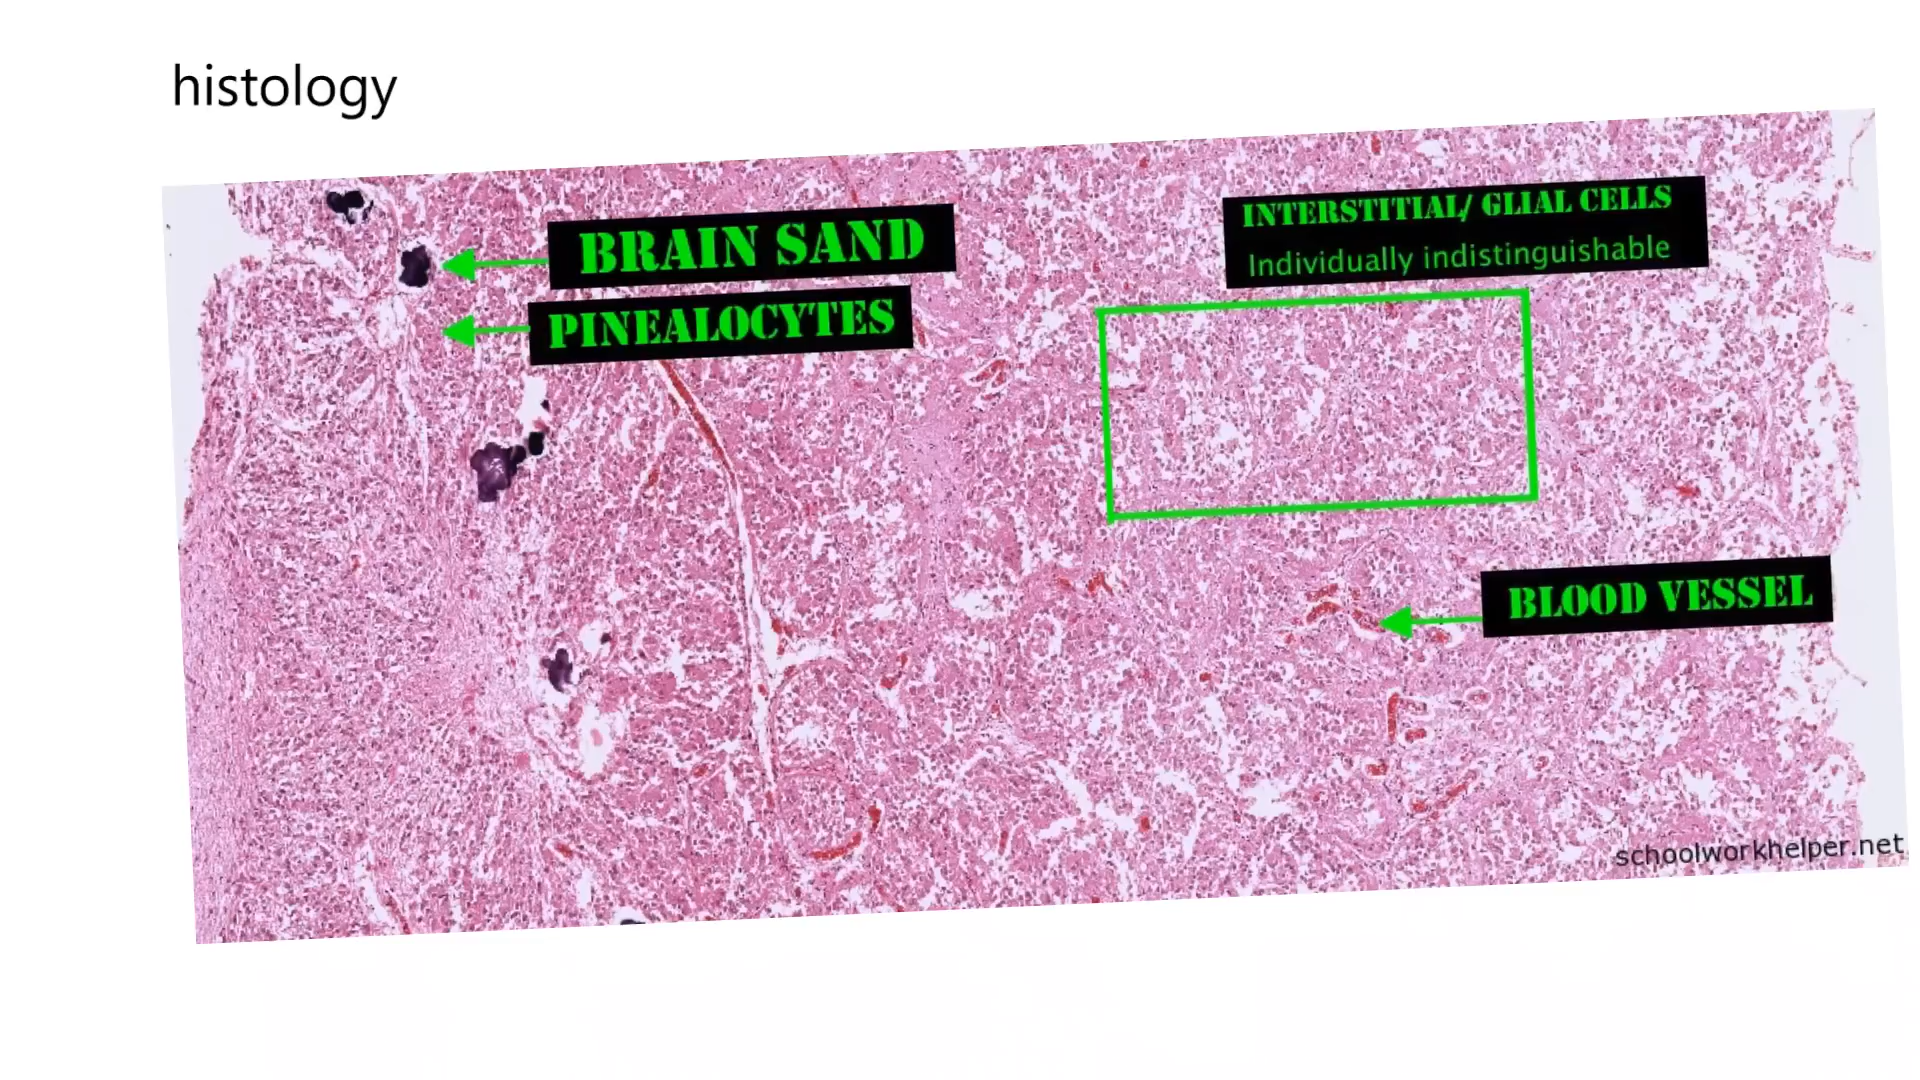 histology
BRAIN SAND
PINEALOCYTES
INTERSTITIAL/ GLIAL CELLS
Individually indistinguishable
BLOOD VESSEL
schoolworkhelper.net